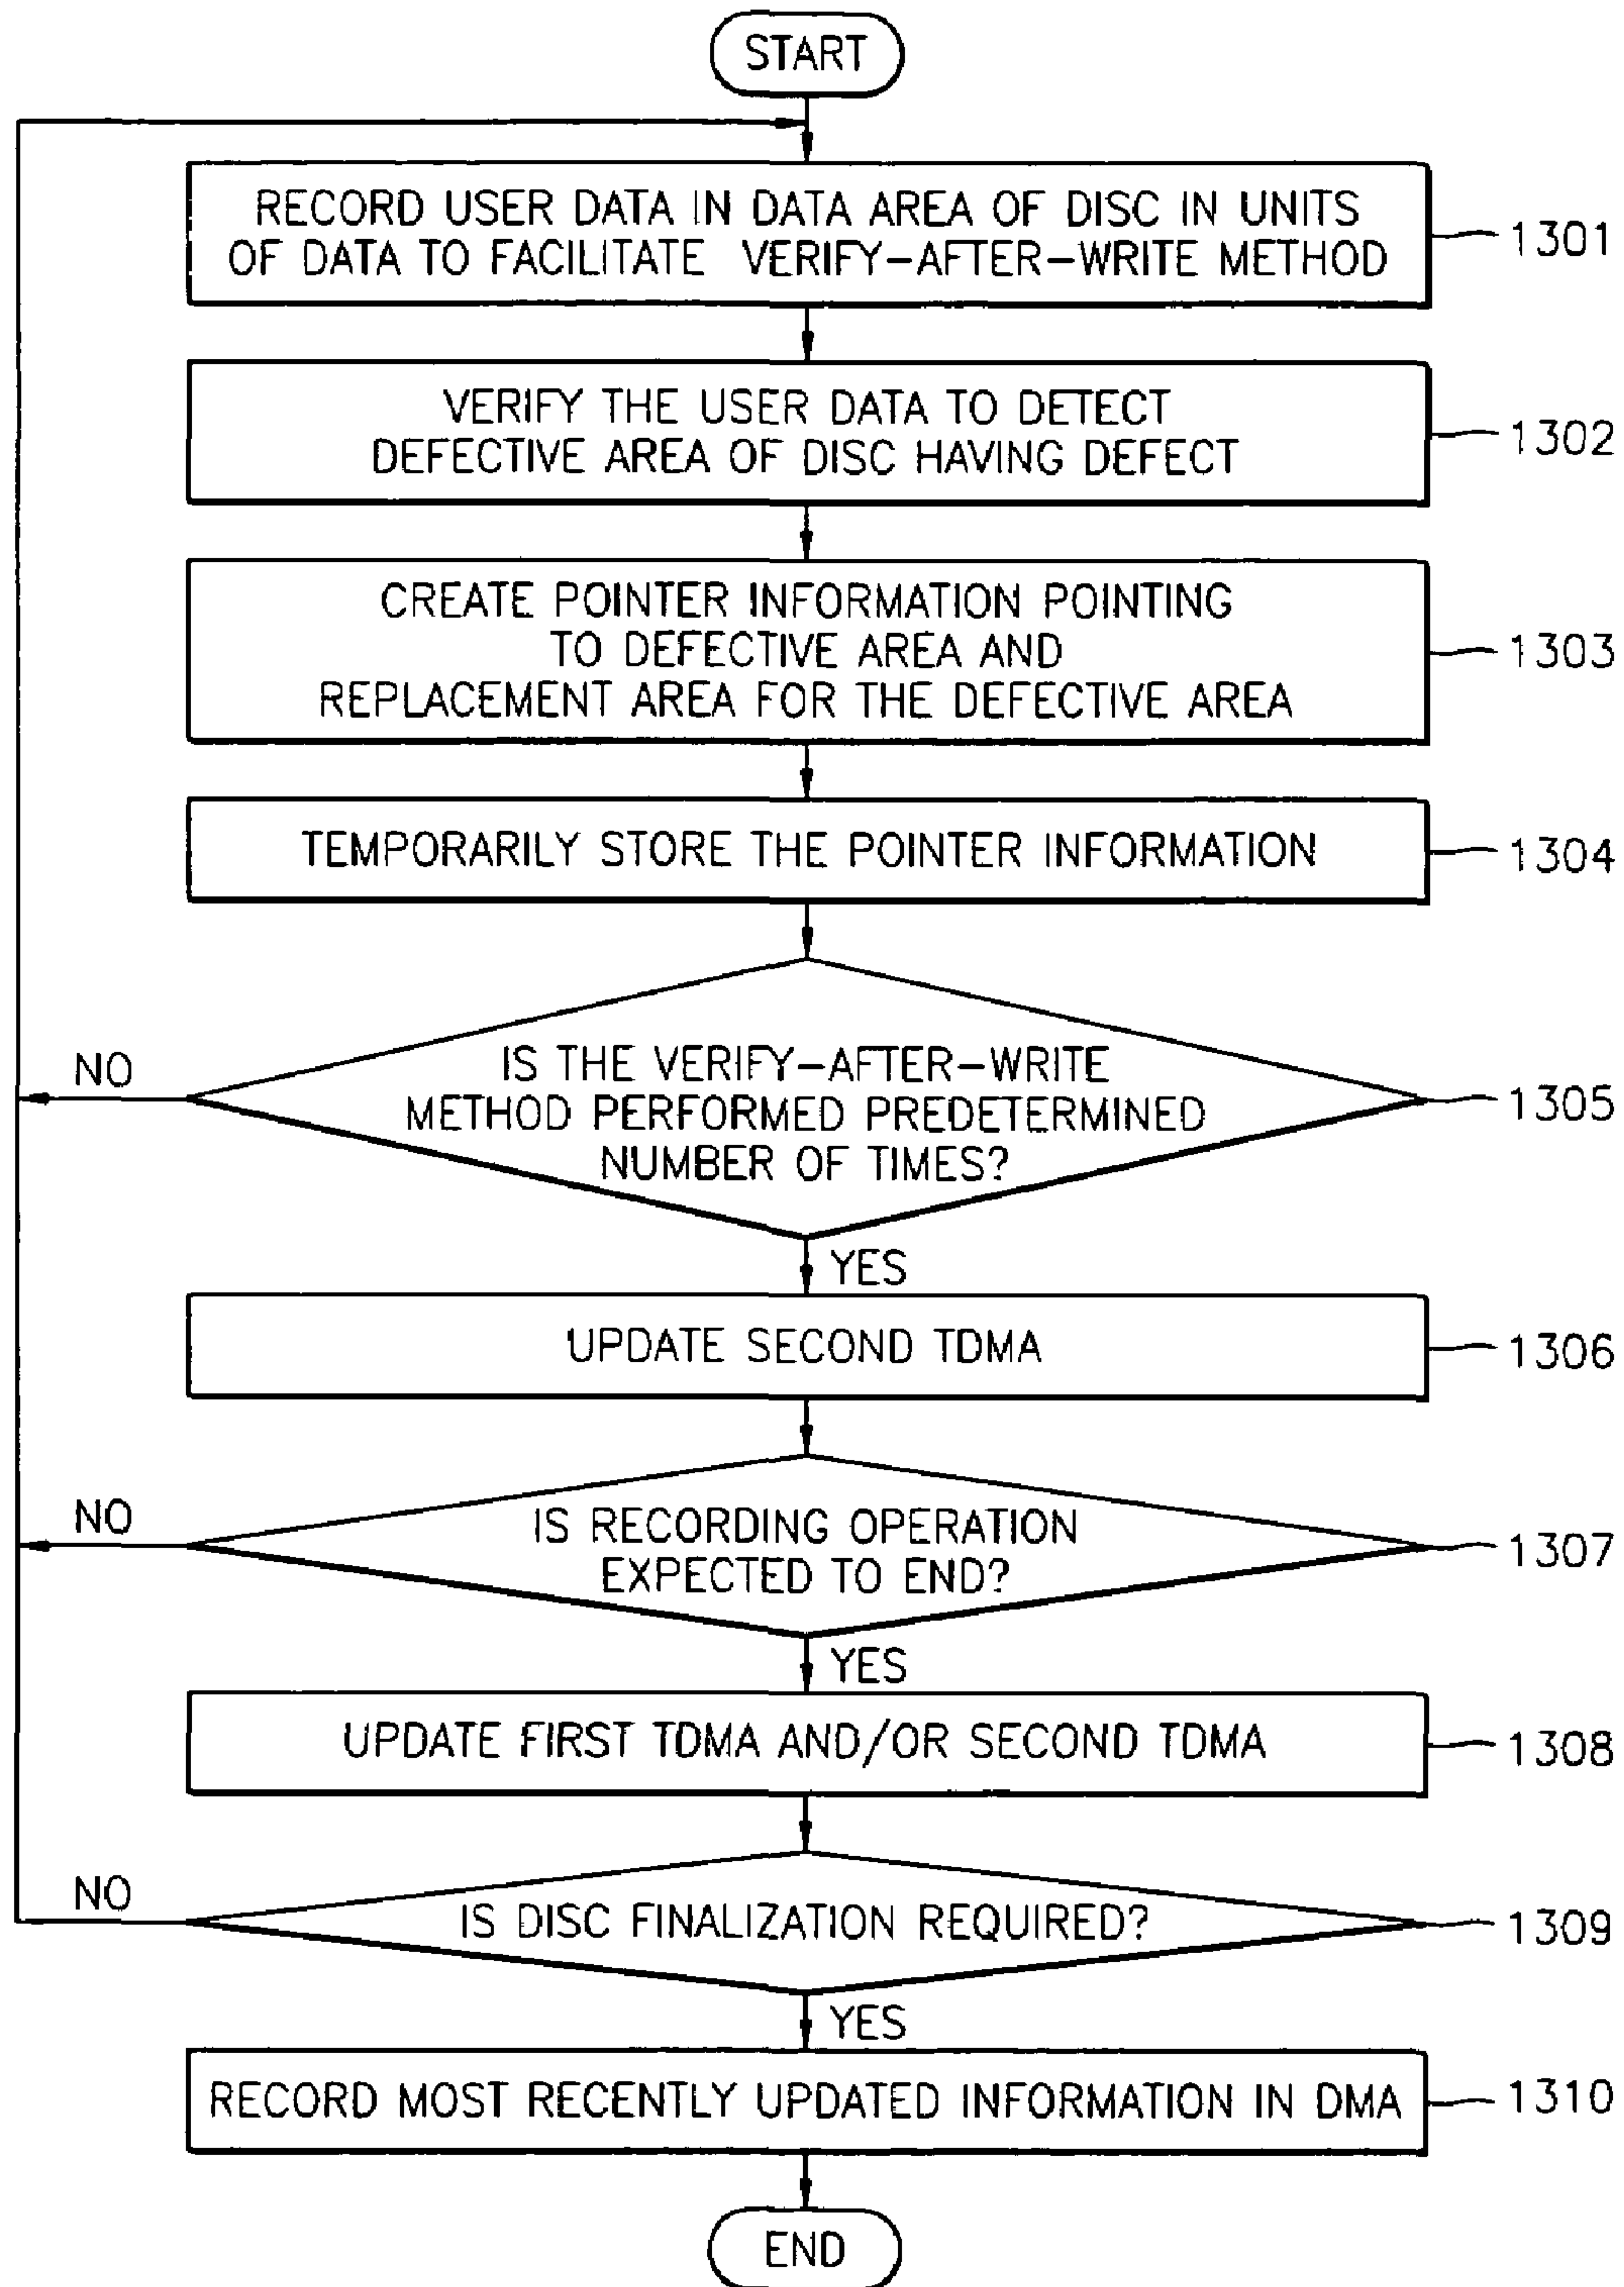 START
RECORD USER DATA IN DATA AREA OF DISC IN UNITS
OF DATA TO FACILITATE VERIFY-AFTER-WRITE METHOD
1301
VERIFY THE USER DATA TO DETECT
DEFECTIVE AREA OF DISC HAVING DEFECT
1302
CREATE POINTER INFORMATION POINTING
TO DEFECTIVE AREA AND
REPLACEMENT AREA FOR THE DEFECTIVE AREA
1303
TEMPORARILY STORE THE POINTER INFORMATION
1304
NO
IS THE VERIFY-AFTER-WRITE
METHOD PERFORMED PREDETERMINED
NUMBER OF TIMES?
1305
YES
UPDATE SECOND TDMA
1306
NO
IS RECORDING OPERATION
EXPECTED TO END?
1307
YES
UPDATE FIRST TDMA AND/OR SECOND TDMA
1308
NO
IS DISC FINALIZATION REQUIRED?
1309
YES
RECORD MOST RECENTLY UPDATED INFORMATION IN DMA
1310
END